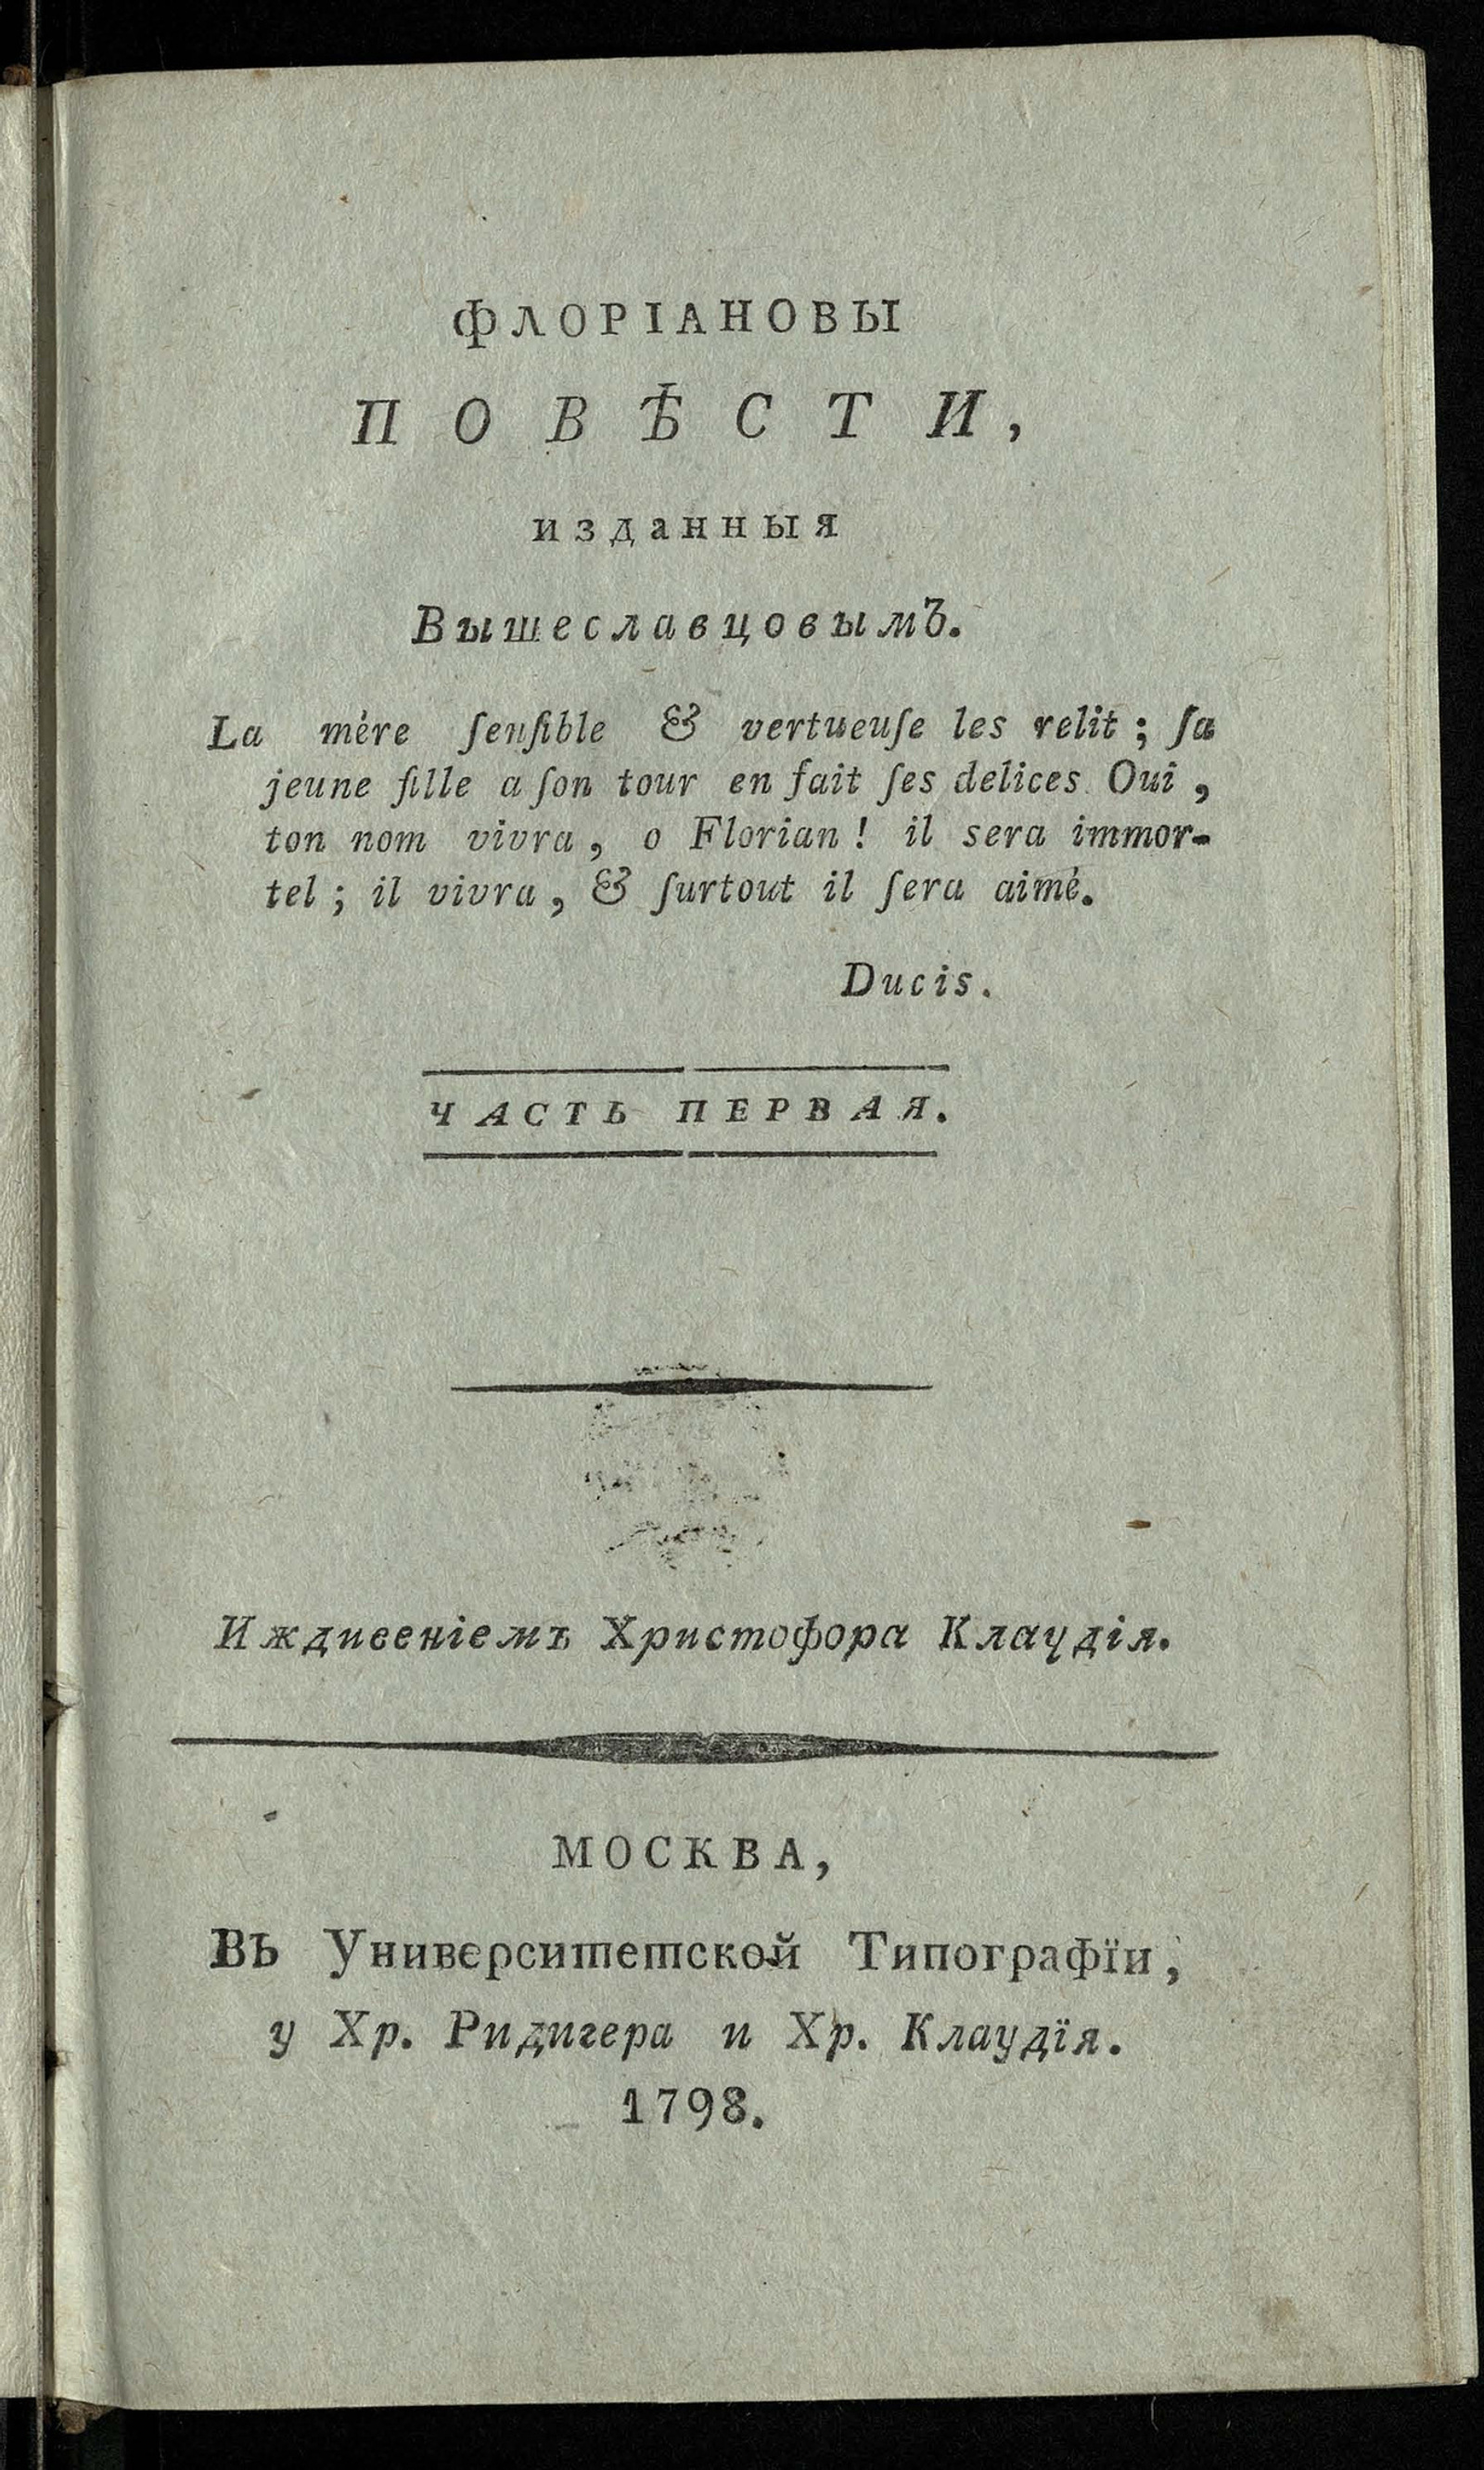 ФЛОРІАНОВЫ
ПОВѢСТИ,
изданныя
Вышеславцовымъ.
La mère ſenſible & vertueuſe les relit ; ſa
jeune fille a ſon tour en fait ſes delices. Oui ,
ton nom vivra , o Florian ! il sera immor-
tel ; il vivra , & ſurtout il ſera aimé.
Ducis.
ЧАСТЬ ПЕРВАЯ.
Иждивеніемъ Христофора Клаудія.
МОСКВА,
Въ Университетской Типографїи,
у Хр. Ридигера и Хр. Клаудїя.
1798.